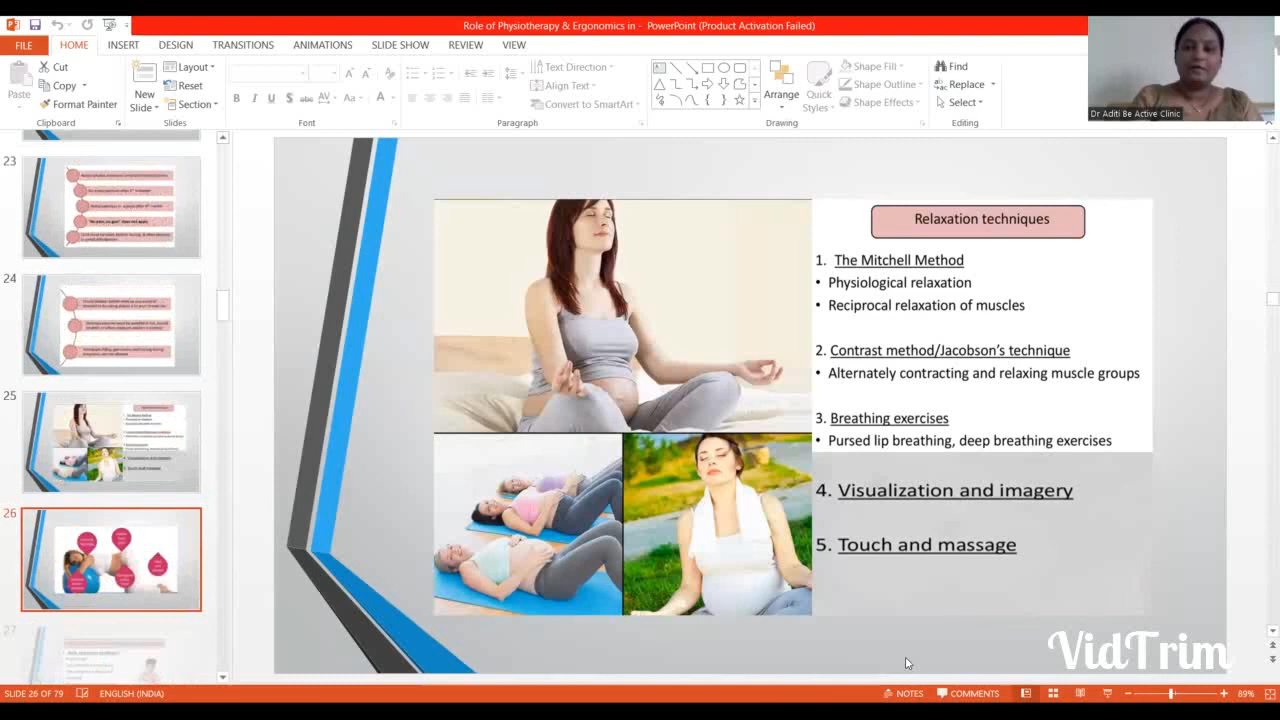 Role of Physiotherapy & Ergonomics in - PowerPoint (Product Activation Failed)
FILE
HOME
INSERT
DESIGN
TRANSITIONS
ANIMATIONS
SLIDE SHOW
REVIEW
VIEW
Paste
Cut
Copy
Format Painter
Clipboard
New
Slide
Layout
Reset
Section
Slides
B I U S abc AV Aa A
Font
Text Direction
Align Text
Convert to SmartArt
Paragraph
Arrange
Quick
Styles
Shape Fill
Shape Outline
Shape Effects
Drawing
Find
Replace
Select
Editing
Dr Aditi Be Active Clinic
23
24
25
26
27
Relaxation techniques
1. The Mitchell Method
• Physiological relaxation
• Reciprocal relaxation of muscles
2. Contrast method/Jacobson's technique
• Alternately contracting and relaxing muscle groups
3. Breathing exercises
• Pursed lip breathing, deep breathing exercises
4. Visualization and imagery
5. Touch and massage
VidTrim
SLIDE 26 OF 79
ENGLISH (INDIA)
NOTES
COMMENTS
89%